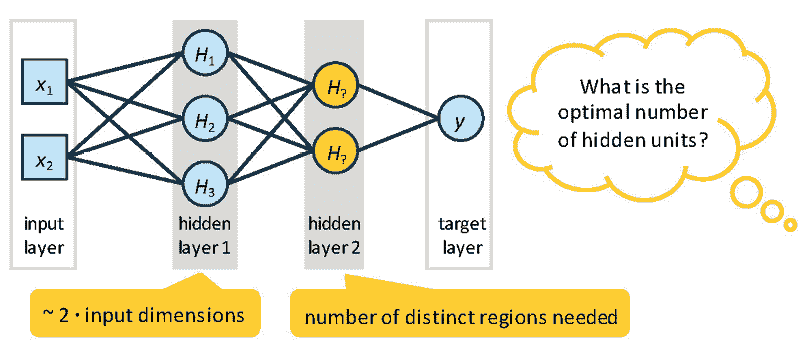 x1
x2
H1
H2
H3
H?
H?
y
input
layer
hidden
layer 1
hidden
layer 2
target
layer
~ 2 · input dimensions
number of distinct regions needed
What is the
optimal number
of hidden units?